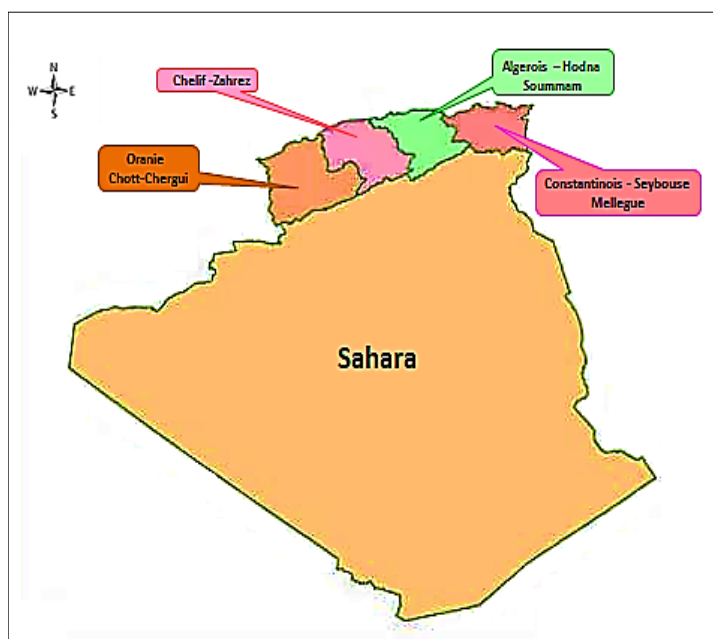 N
W E
S
Chelif -Zahrez
Algerois – Hodna
Soummam
Oranie
Chott-Chergui
Constantinois - Seybouse
Mellegue
Sahara